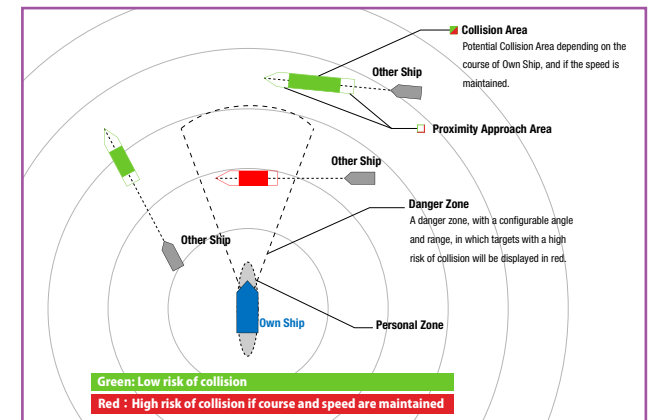 Collision Area
Potential Collision Area depending on the
course of Own Ship, and if the speed is
maintained.
Other Ship
Proximity Approach Area
Other Ship
Danger Zone
A danger zone, with a configurable angle
and range, in which targets with a high
risk of collision will be displayed in red.
Other Ship
Own Ship
Personal Zone
Green: Low risk of collision
Red：High risk of collision if course and speed are maintained